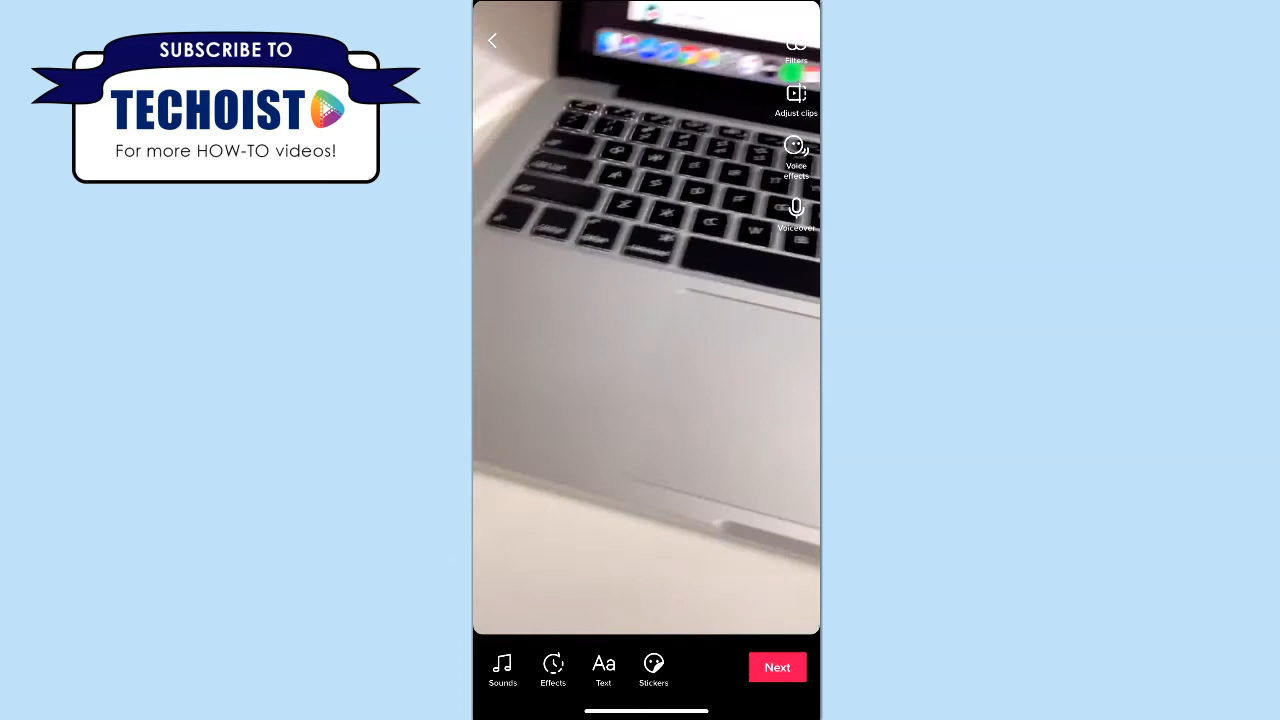 SUBSCRIBE TO
TECHOIST
For more HOW-TO videos!
Filters
Adjust clips
Voice
effects
Voiceover
Sounds
Effects
Aa
Text
Stickers
Next